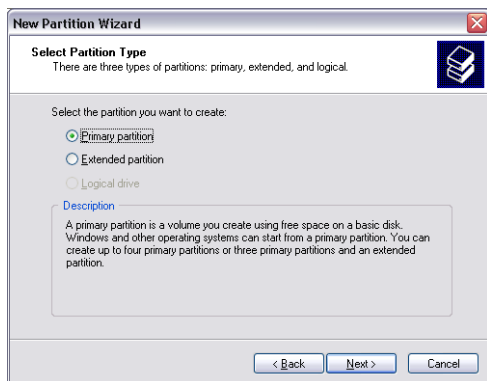 New Partition Wizard
Select Partition Type
There are three types of partitions: primary, extended, and logical.
Select the partition you want to create:
Primary partition
Extended partition
Logical drive
Description
A primary partition is a volume you create using free space on a basic disk.
Windows and other operating systems can start from a primary partition. You can
create up to four primary partitions or three primary partitions and an extended
partition.
< Back
Next >
Cancel